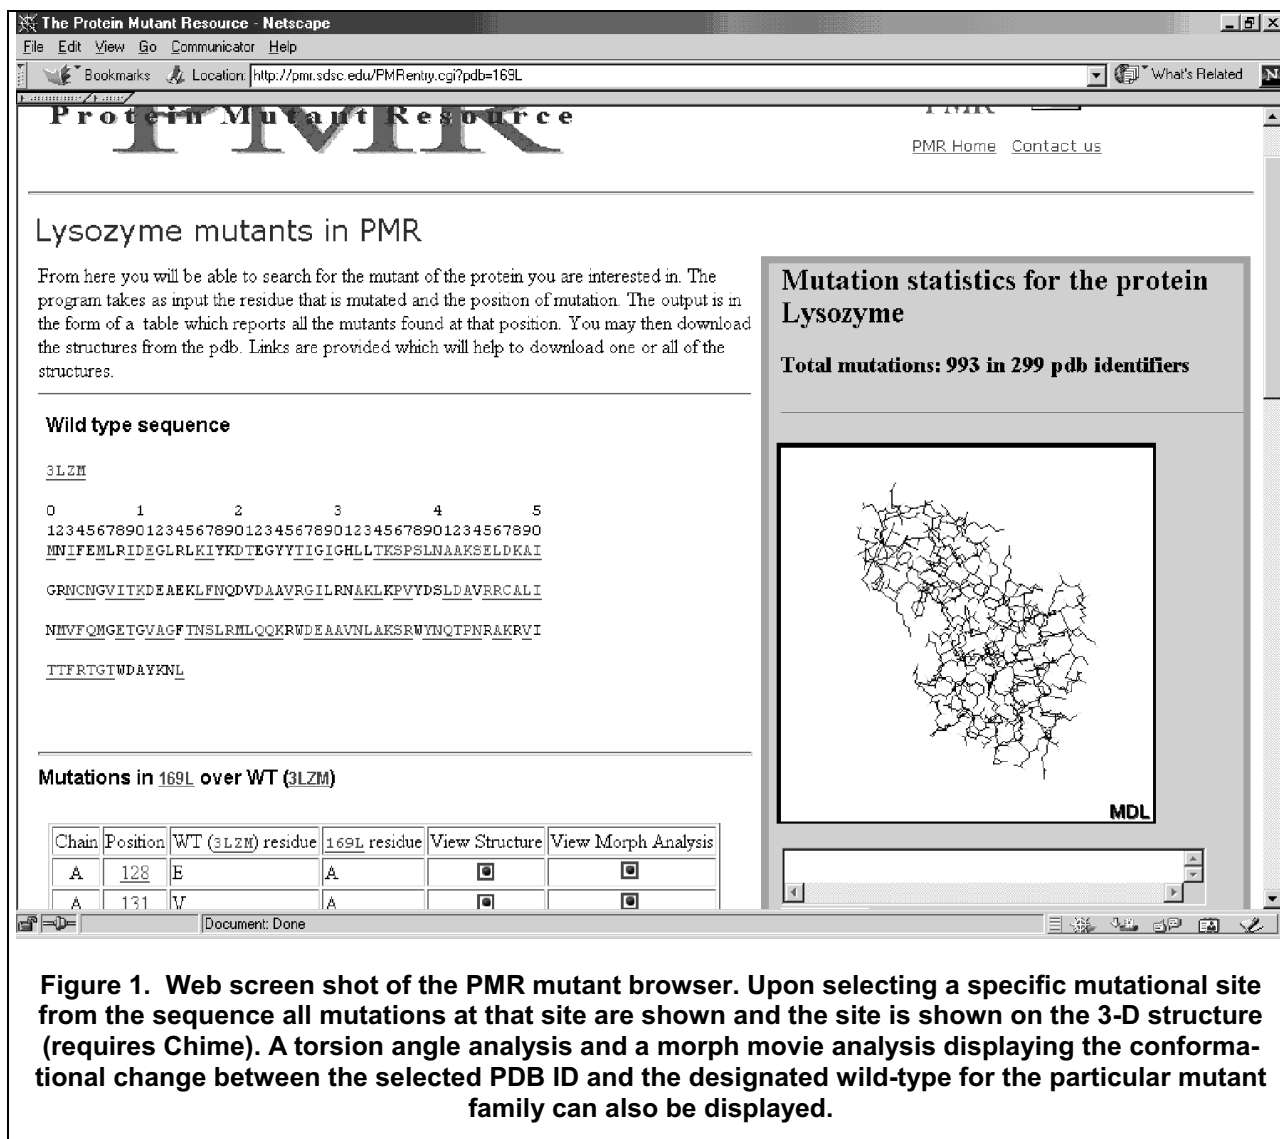 The Protein Mutant Resource - Netscape
File Edit View Go Communicator Help
Bookmarks Location: http://pmr.sdsc.edu/PMRentry.cgi?pdb=169L What's Related N
Protein Mutant Resource
PMR
PMR
PMR Home Contact us
Lysozyme mutants in PMR
From here you will be able to search for the mutant of the protein you are interested in. The
program takes as input the residue that is mutated and the position of mutation. The output is in
the form of a table which reports all the mutants found at that position. You may then download
the structures from the pdb. Links are provided which will help to download one or all of the
structures.
Wild type sequence
3LZM
0 1 2 3 4 5
12345678901234567890123456789012345678901234567890
MNIFEMLRIDEGLRLKIYKDTEGYYTIGIGHLLTKSPSLNAAKSELDKAI
GRNCNGVITKDEAEKLFNQDVDAAVRGILRNAKLKPVYDSLDAVRRCALI
NMVFQMGETGVAGFTNSLRMLQQKRWDEAAVNLAKSRWYNQTPNRAKRVI
TTFRTGTWDAYKNL
Mutations in 169L over WT (3LZM)
Chain Position WT (3LZM) residue 169L residue View Structure View Morph Analysis
A 128 E A
A 131 V A
Mutation statistics for the protein
Lysozyme
Total mutations: 993 in 299 pdb identifiers
MDL
Document: Done
Figure 1. Web screen shot of the PMR mutant browser. Upon selecting a specific mutational site
from the sequence all mutations at that site are shown and the site is shown on the 3-D structure
(requires Chime). A torsion angle analysis and a morph movie analysis displaying the conforma-
tional change between the selected PDB ID and the designated wild-type for the particular mutant
family can also be displayed.